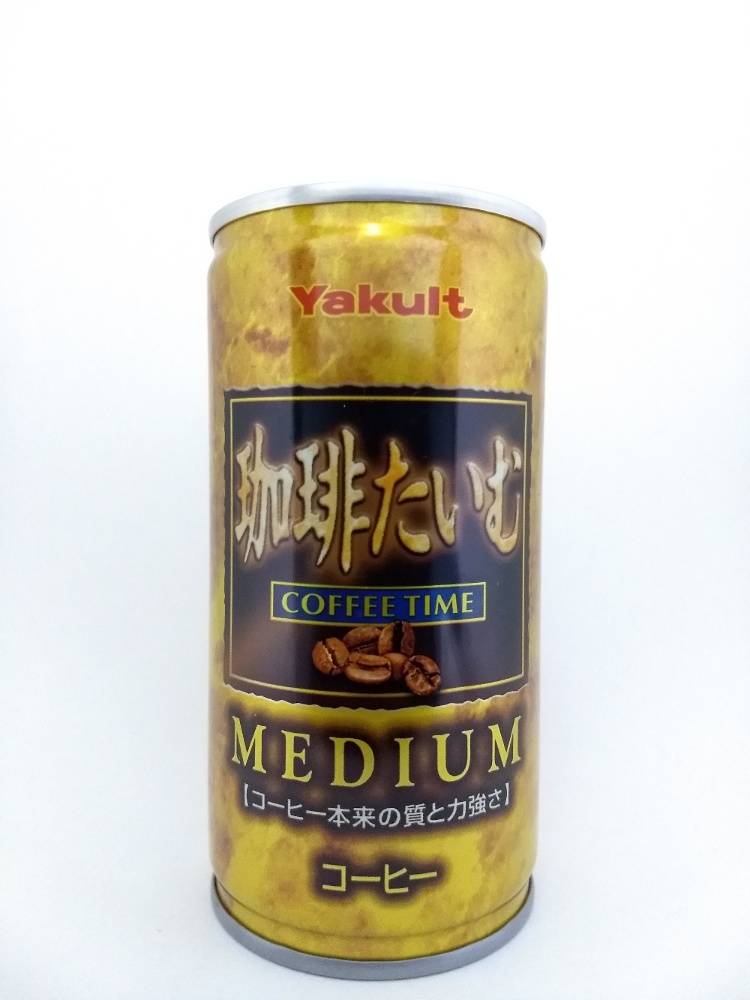 Yakult
珈琲たいむ
COFFEE TIME
MEDIUM
【コーヒー本来の質と力強さ】
コーヒー